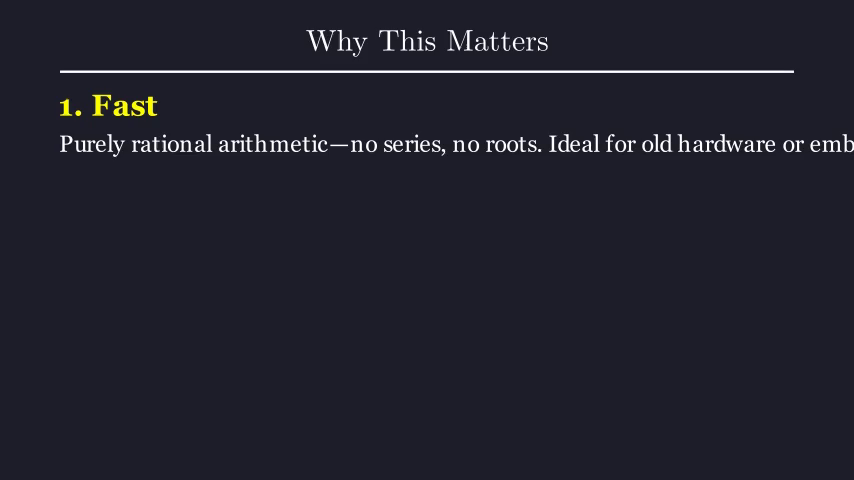 Why This Matters
1. Fast
Purely rational arithmetic—no series, no roots. Ideal for old hardware or emb